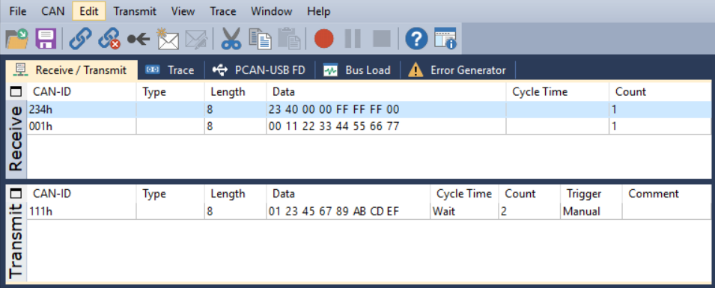 File CAN Edit Transmit View Trace Window Help
Receive / Transmit Trace PCAN-USB FD Bus Load Error Generator
Receive
CAN-ID Type Length Data Cycle Time Count
234h 8 23 40 00 00 FF FF FF 00 1
001h 8 00 11 22 33 44 55 66 77 1
Transmit
CAN-ID Type Length Data Cycle Time Count Trigger Comment
111h 8 01 23 45 67 89 AB CD EF Wait 2 Manual